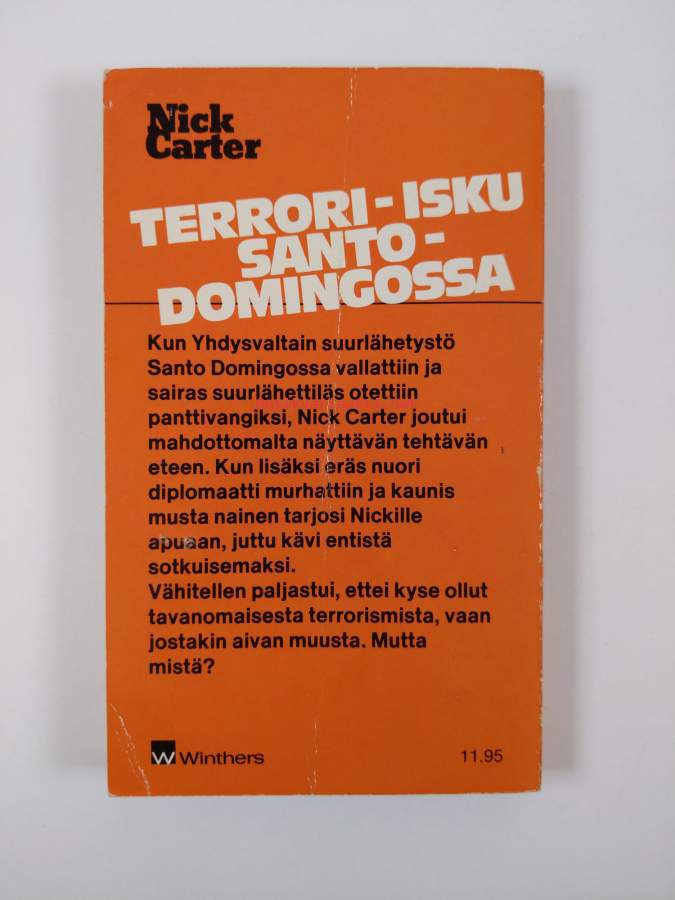 Nick
Carter
TERRORI-ISKU
SANTO-
DOMINGOSSA
Kun Yhdysvaltain suurlähetystö
Santo Domingossa vallattiin ja
sairas suurlähettiläs otettiin
panttivangiksi, Nick Carter joutui
mahdottomalta näyttävän tehtävän
eteen. Kun lisäksi eräs nuori
diplomaatti murhattiin ja kaunis
musta nainen tarjosi Nickille
apuaan, juttu kävi entistä
sotkuisemaksi.
Vähitellen paljastui, ettei kyse ollut
tavanomaisesta terrorismista, vaan
jostakin aivan muusta. Mutta
mistä?
W Winthers
11.95